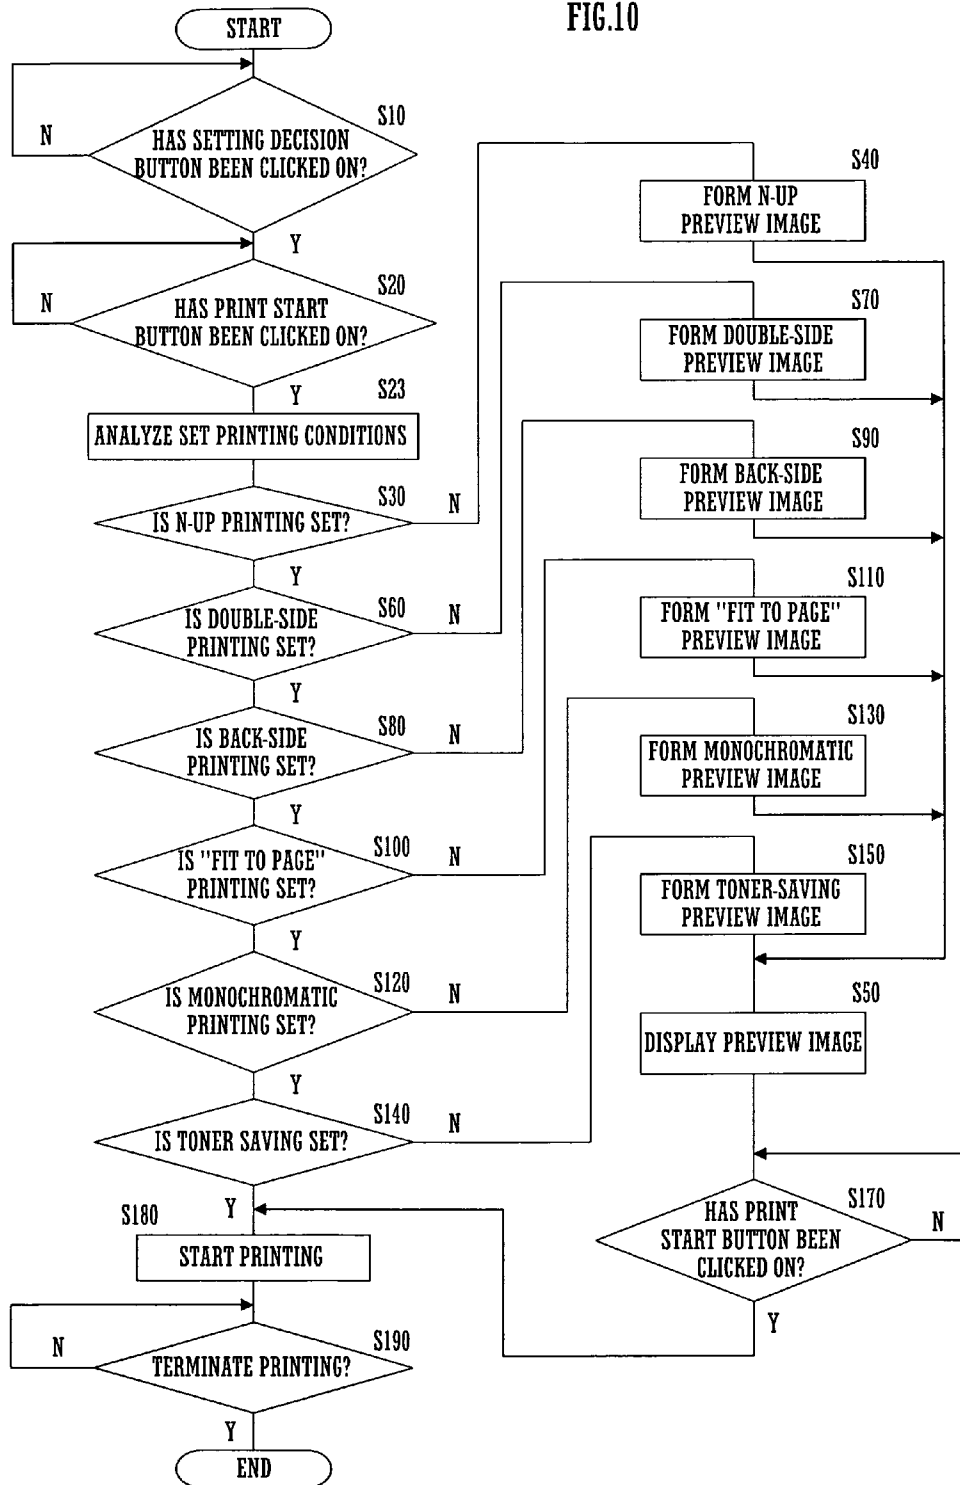 FIG.10
START
S10
HAS SETTING DECISION
BUTTON BEEN CLICKED ON?
N
Y
S20
HAS PRINT START
BUTTON BEEN CLICKED ON?
N
Y
S23
ANALYZE SET PRINTING CONDITIONS
S30
IS N-UP PRINTING SET?
N
Y
S60
IS DOUBLE-SIDE
PRINTING SET?
N
Y
S80
IS BACK-SIDE
PRINTING SET?
N
Y
S100
IS "FIT TO PAGE"
PRINTING SET?
N
Y
S120
IS MONOCHROMATIC
PRINTING SET?
N
Y
S140
IS TONER SAVING SET?
N
Y
S180
START PRINTING
S190
TERMINATE PRINTING?
N
Y
END
S40
FORM N-UP
PREVIEW IMAGE
S70
FORM DOUBLE-SIDE
PREVIEW IMAGE
S90
FORM BACK-SIDE
PREVIEW IMAGE
S110
FORM "FIT TO PAGE"
PREVIEW IMAGE
S130
FORM MONOCHROMATIC
PREVIEW IMAGE
S150
FORM TONER-SAVING
PREVIEW IMAGE
S50
DISPLAY PREVIEW IMAGE
S170
HAS PRINT
START BUTTON BEEN
CLICKED ON?
N
Y